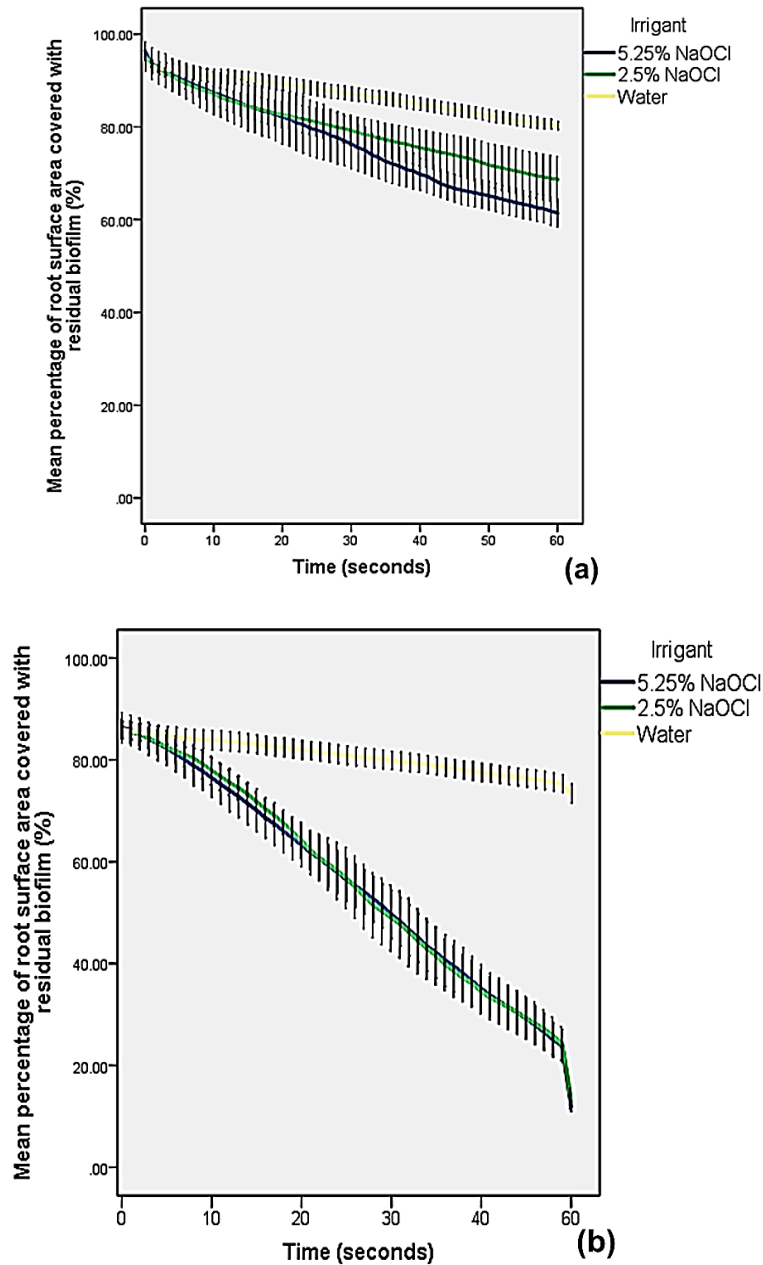 Irrigant
5.25% NaOCl
2.5% NaOCl
Water
Mean percentage of root surface area covered with
residual biofilm (%)
100.00
80.00
60.00
40.00
20.00
.00
0 10 20 30 40 50 60
Time (seconds)
(a)
Irrigant
5.25% NaOCl
2.5% NaOCl
Water
Mean percentage of root surface area covered with
residual biofilm (%)
100.00
80.00
60.00
40.00
20.00
.00
0 10 20 30 40 60
Time (seconds)
(b)